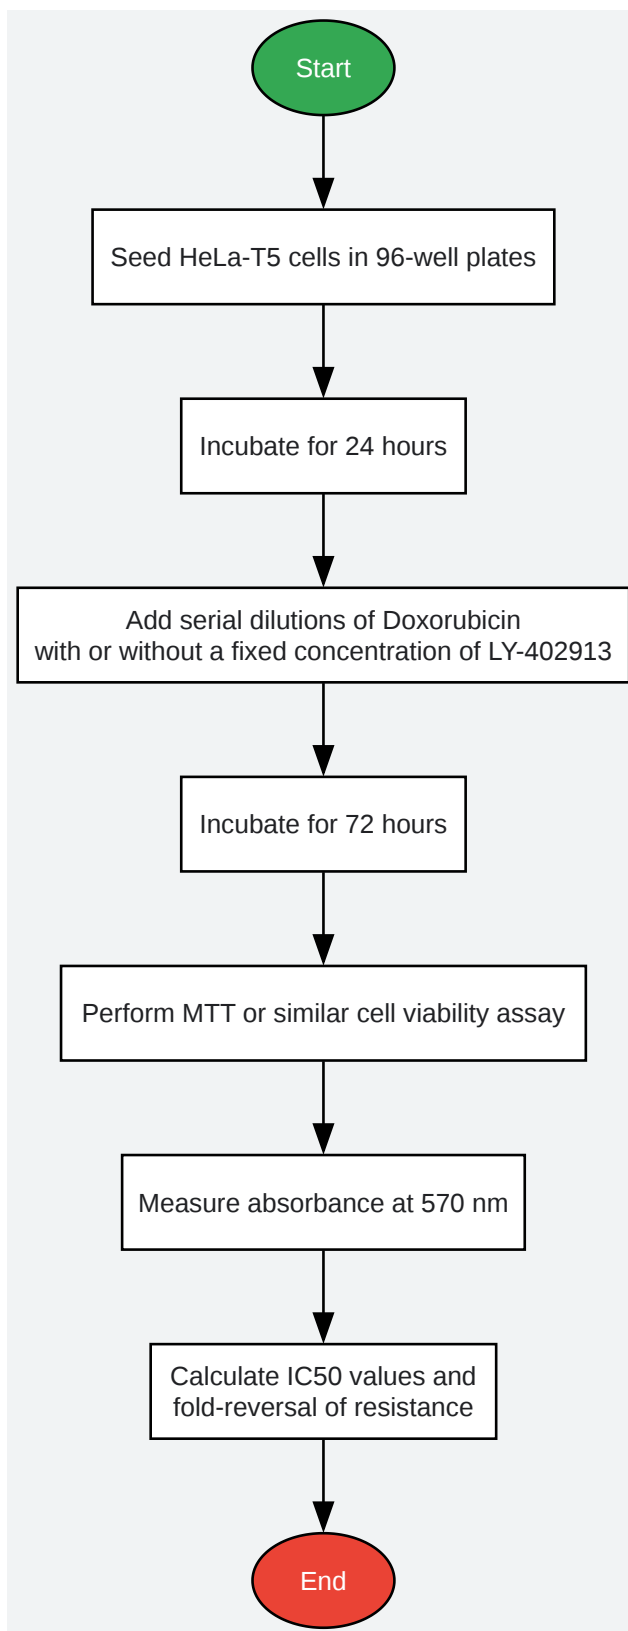 Start
Seed HeLa-T5 cells in 96-well plates
Incubate for 24 hours
Add serial dilutions of Doxorubicin
with or without a fixed concentration of LY-402913
Incubate for 72 hours
Perform MTT or similar cell viability assay
Measure absorbance at 570 nm
Calculate IC50 values and
fold-reversal of resistance
End